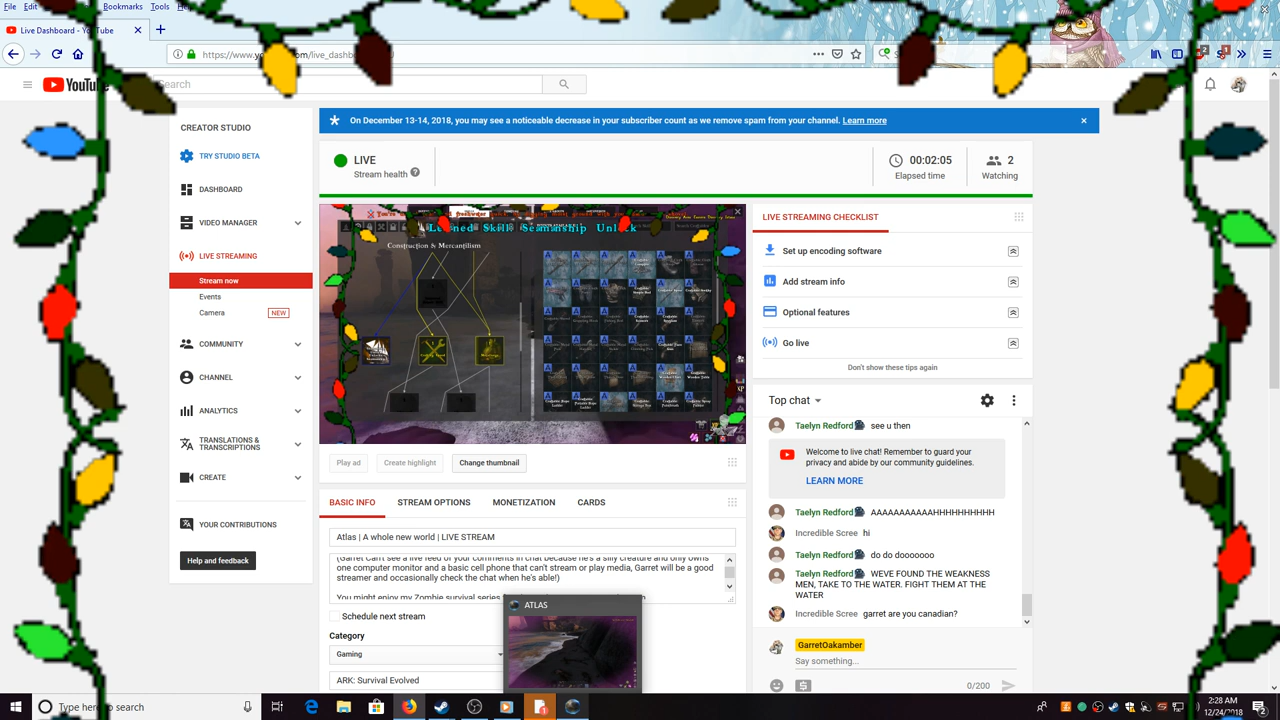 File
Edit
Bookmarks
Tools
Live Dashboard - YouTube
https://www.yo
om/live_dashb
YouTu
Search
2
1
CREATOR STUDIO
TRY STUDIO BETA
DASHBOARD
VIDEO MANAGER
LIVE STREAMING
Stream now
Events
Camera NEW
COMMUNITY
CHANNEL
ANALYTICS
TRANSLATIONS &
TRANSCRIPTIONS
CREATE
YOUR CONTRIBUTIONS
Help and feedback
On December 13-14, 2018, you may see a noticeable decrease in your subscriber count as we remove spam from your channel. Learn more
LIVE
Stream health
00:02:05
Elapsed time
2
Watching
Skill: Seamanship Unlock
Construction & Mercantilism
Play ad
Create highlight
Change thumbnail
BASIC INFO
STREAM OPTIONS
MONETIZATION
CARDS
Atlas | A whole new world | LIVE STREAM
(Garret Can't see a live feed of your comments in chat because he's a silly creature and only owns
one computer monitor and a basic cell phone that can't stream or play media, Garret will be a good
streamer and occasionally check the chat when he's able!)
You might enjoy my Zombie survival series
Schedule next stream
Category
Gaming
ARK: Survival Evolved
ATLAS
LIVE STREAMING CHECKLIST
Set up encoding software
Add stream info
Optional features
Go live
Don't show these tips again
Top chat
Taelyn Redford see u then
Welcome to live chat! Remember to guard your
privacy and abide by our community guidelines.
LEARN MORE
Taelyn Redford AAAAAAAAAAAHHHHHHHHHH
Incredible Scree hi
Taelyn Redford do do dooooooo
Taelyn Redford WEVE FOUND THE WEAKNESS
MEN, TAKE TO THE WATER. FIGHT THEM AT THE
WATER
Incredible Scree garret are you canadian?
GarretOakamber
Say something...
0/200
Type here to search
2:28 AM
12/24/2018